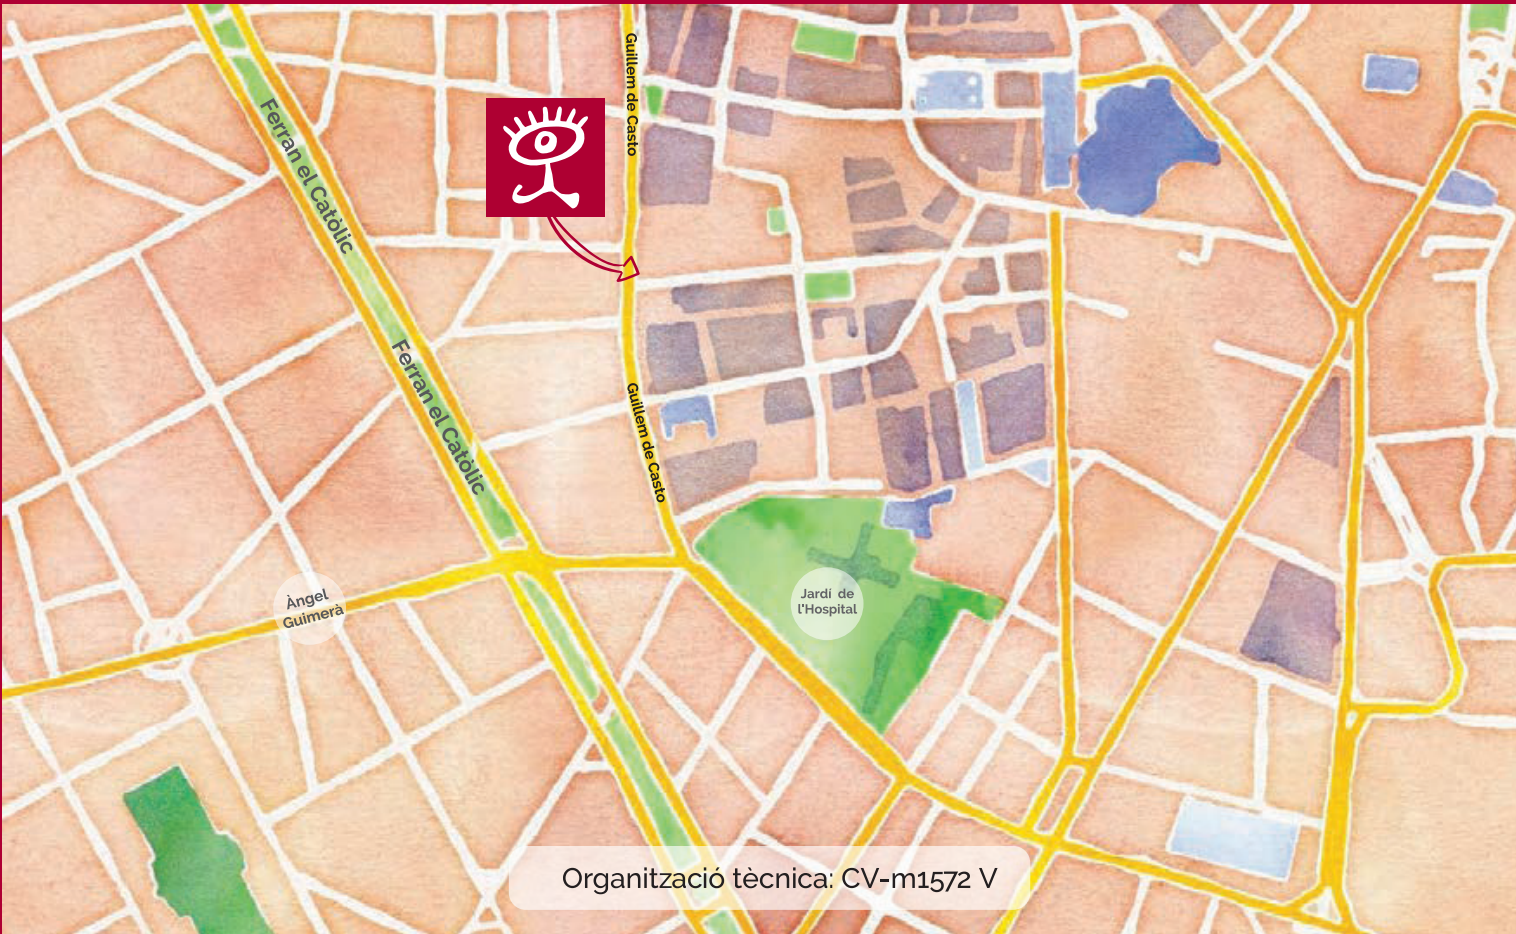 Guillem de Casto
Ferran el Catòlic
Ferran el Catòlic
Guillem de Casto
Àngel
Guimerà
Jardí de
l'Hospital
Organització tècnica: CV-m1572 V